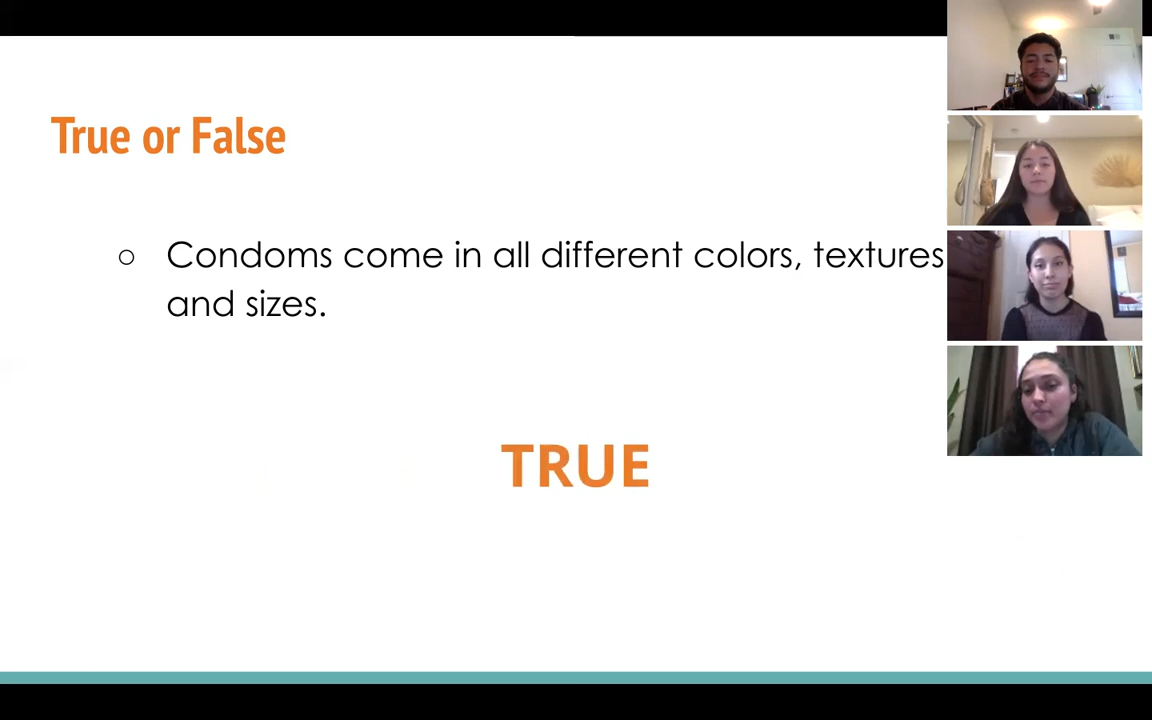 True or False
○ Condoms come in all different colors, textures
and sizes.
TRUE